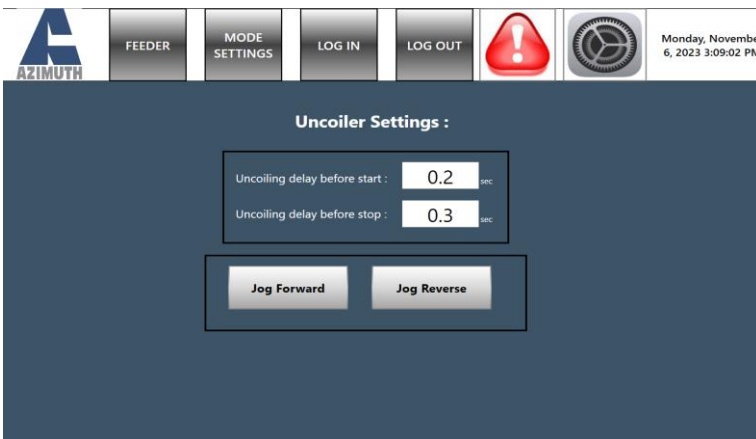 AZIMUTH
FEEDER
MODE
SETTINGS
LOG IN
LOG OUT
Monday, Novembe
6, 2023 3:09:02 PM
Uncoiler Settings :
Uncoiling delay before start : 0.2 sec
Uncoiling delay before stop : 0.3 sec
Jog Forward
Jog Reverse